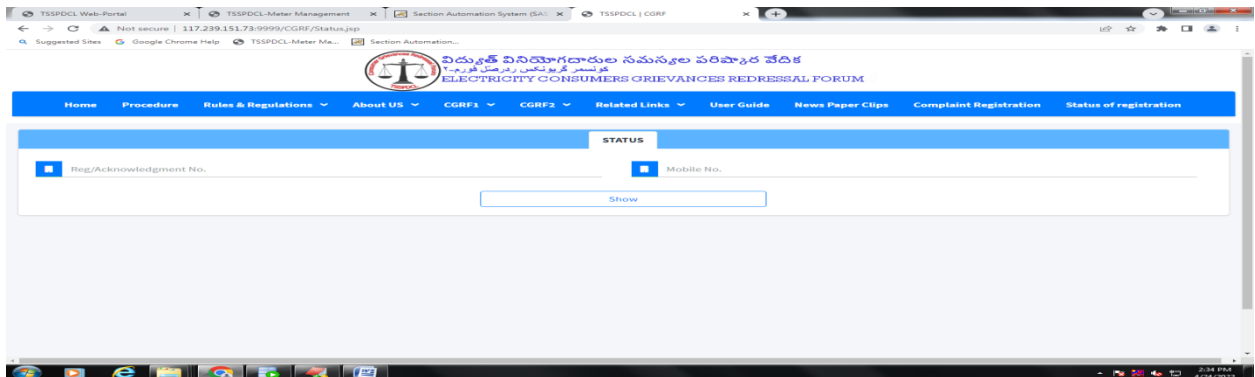 TSSPDCL Web-Portal
TSSPDCL-Meter Management
Section Automation System (SAS
TSSPDCL | CGRF
Not secure | 117.239.151.73:9999/CGRF/Status.jsp
Suggested Sites
Google Chrome Help
TSSPDCL-Meter Ma...
Section Automation...
విద్యుత్ వినియోగదారుల సమస్యల పరిష్కార వేదిక
ELECTRICITY CONSUMERS GRIEVANCES REDRESSAL FORUM
Home Procedure Rules & Regulations About US CGRF1 CGRF2 Related Links User Guide News Paper Clips Complaint Registration Status of registration
STATUS
Reg/Acknowledgment No.
Mobile No.
Show
2:34 PM